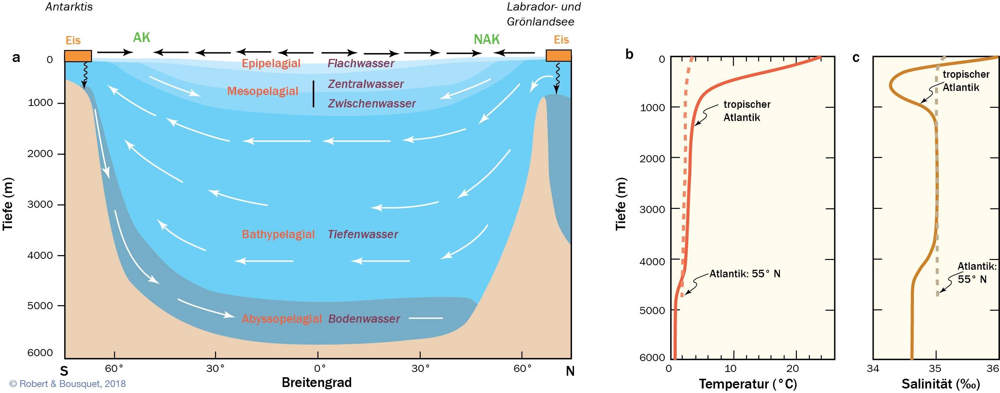 Antarktis
Labrador- und
Grönlandsee
Eis
AK
NAK
Eis
a
0
1000
2000
3000
4000
5000
6000
Tiefe (m)
Epipelagial
Flachwasser
Mesopelagial
Zentralwasser
Zwischenwasser
Bathypelagial
Tiefenwasser
Abyssopelagial
Bodenwasser
S
60°
30°
0°
30°
60°
N
Breitengrad
© Robert & Bousquet, 2018
b
0
1000
2000
3000
4000
5000
6000
Tiefe (m)
tropischer
Atlantik
Atlantik: 55° N
0
10
20
Temperatur (°C)
c
tropischer
Atlantik
Atlantik:
55° N
34
35
36
Salinität (‰)